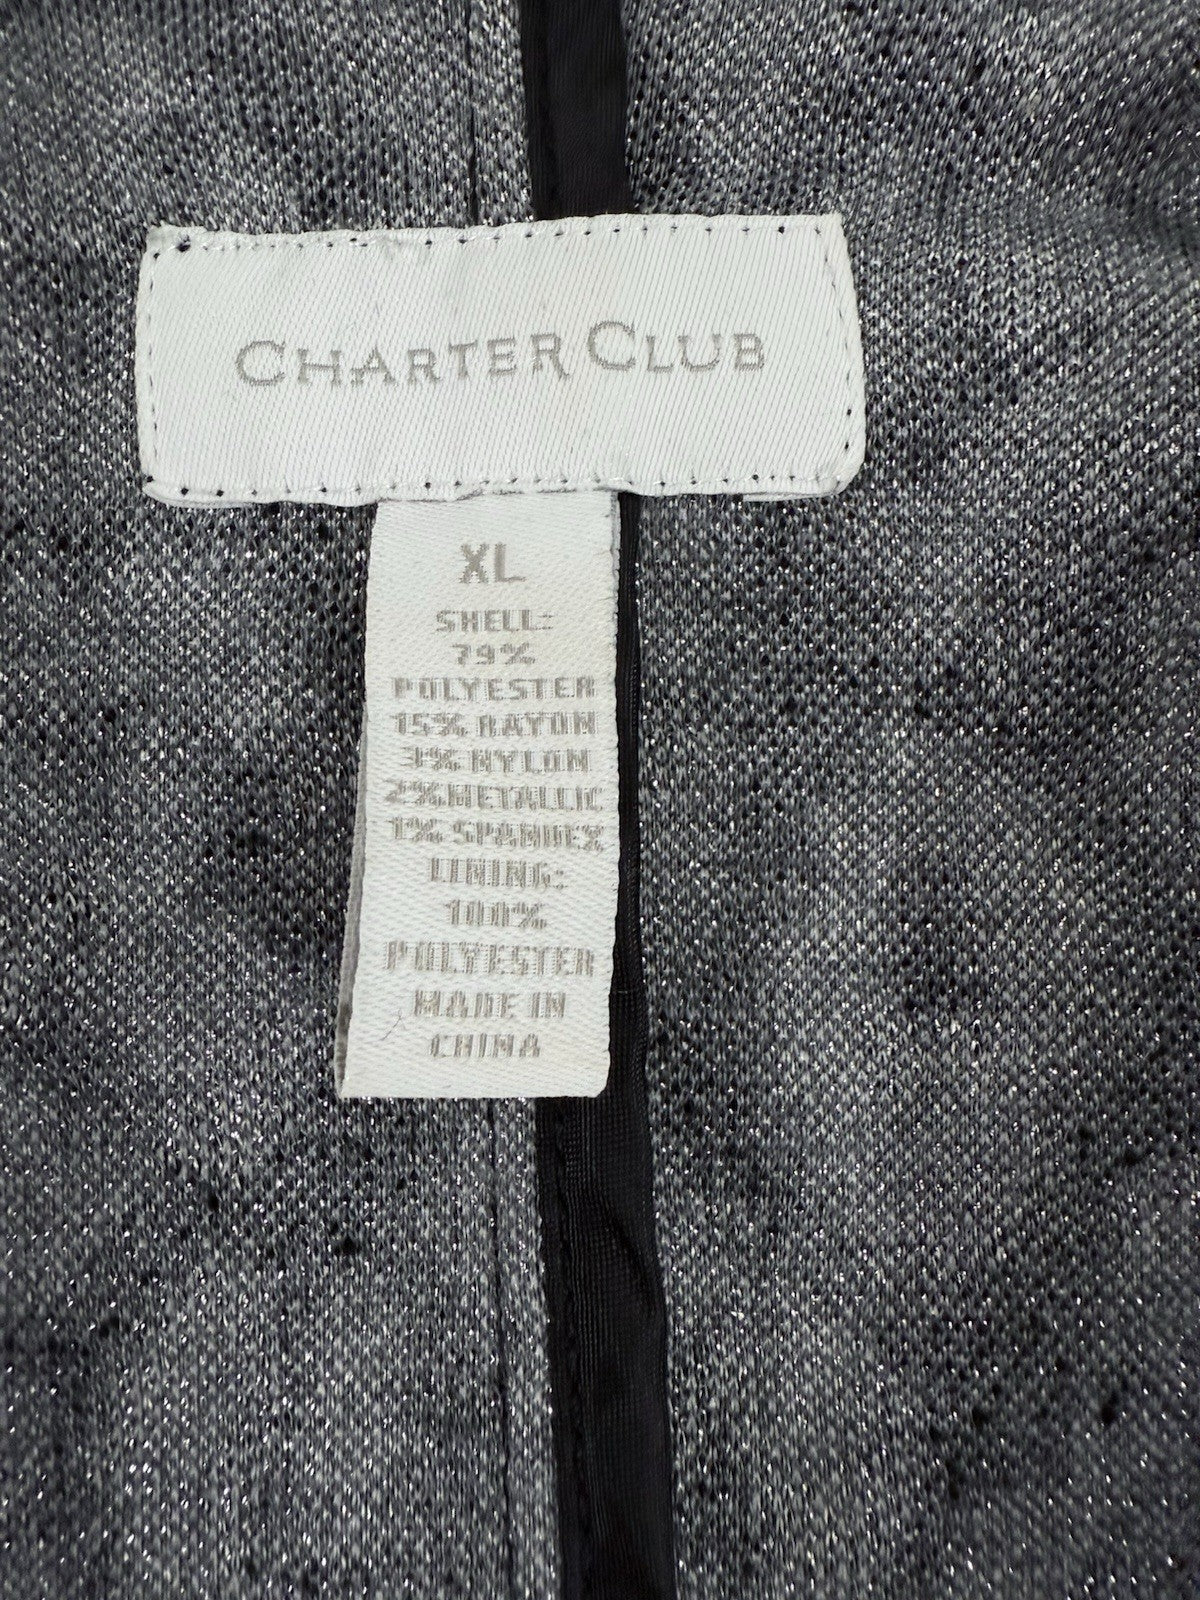 CHARTER CLUB
XL
SHELL:
79%
POLYESTER
15% RAYON
3% NYLON
2% METALLIC
1% SPANDEX
LINING:
100%
POLYESTER
MADE IN
CHINA